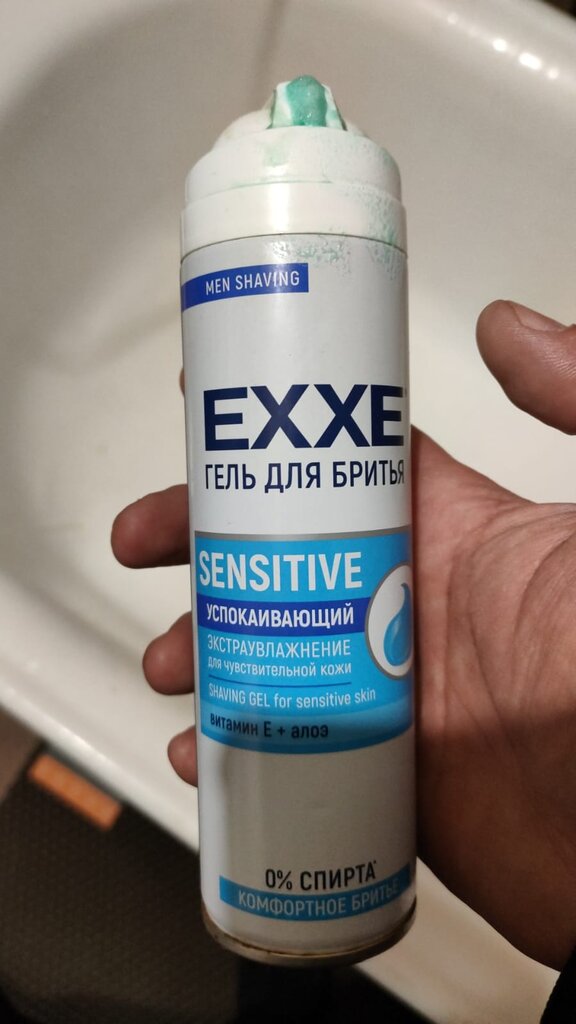 MEN SHAVING
EXXE
ГЕЛЬ ДЛЯ БРИТЬЯ
SENSITIVE
УСПОКАИВАЮЩИЙ
ЭКСТРАУВЛАЖНЕНИЕ
для чувствительной кожи
SHAVING GEL for sensitive skin
витамин Е + алоэ
0% СПИРТА*
КОМФОРТНОЕ БРИТЬЕ